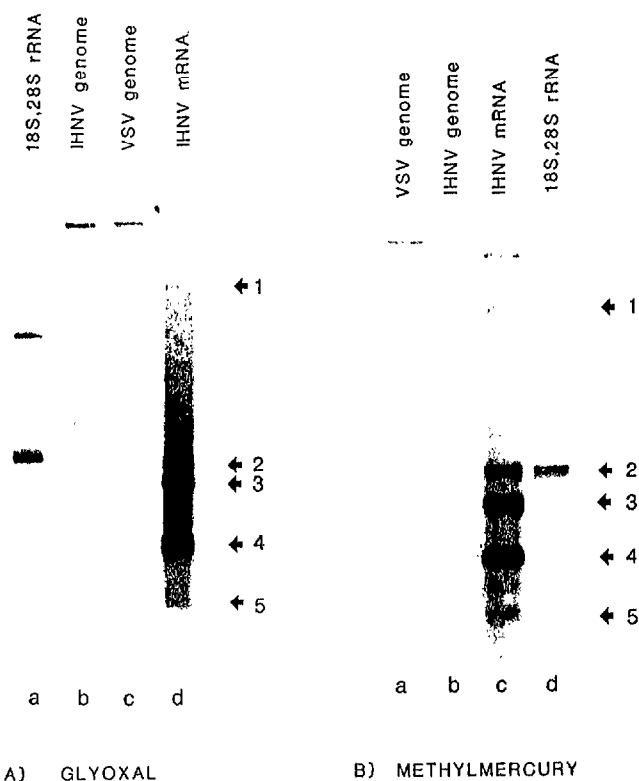 18S,28S rRNA
IHNV genome
VSV genome
IHNV mRNA
1
2
3
4
5
a b c d
A) GLYOXAL
VSV genome
IHNV genome
IHNV mRNA
18S,28S rRNA
1
2
3
4
5
a b c d
B) METHYLMERCURY